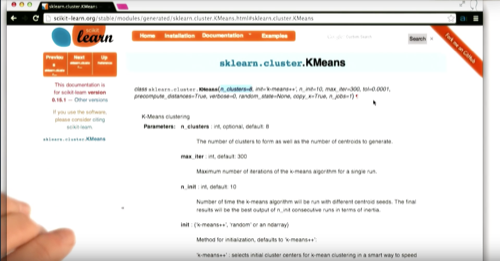 sklearn.cluster.KMeans
scikit-learn.org/stable/modules/generated/sklearn.cluster.KMeans.html#sklearn.cluster.KMeans
scikit
learn
Home Installation Documentation Examples
Search
Fork me on GitHub
Previous Next Up
sklearn.cluster.KMeans
This documentation is
for scikit-learn version
0.16.1 — Other versions
class sklearn.cluster.KMeans(n_clusters=8, init='k-means++', n_init=10, max_iter=300, tol=0.0001,
precompute_distances=True, verbose=0, random_state=None, copy_x=True, n_jobs=1) ¶
If you use the software,
please consider citing
scikit-learn.
K-Means clustering
Parameters: n_clusters : int, optional, default: 8
sklearn.cluster.KMeans
The number of clusters to form as well as the number of centroids to generate.
max_iter : int, default: 300
Maximum number of iterations of the k-means algorithm for a single run.
n_init : int, default: 10
Number of time the k-means algorithm will be run with different centroid seeds. The final
results will be the best output of n_init consecutive runs in terms of inertia.
init : {'k-means++', 'random' or an ndarray}
Method for initialization, defaults to 'k-means++':
'k-means++' : selects initial cluster centers for k-mean clustering in a smart way to speed